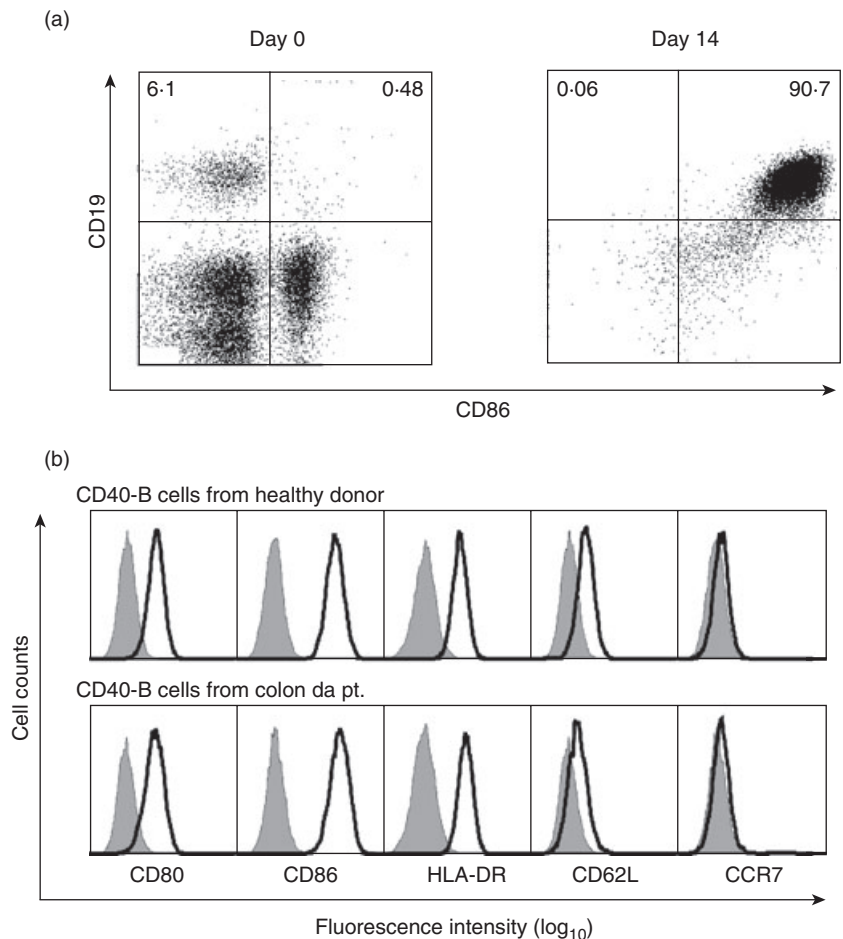 (a)
Day 0 Day 14
6·1 0·48 0·06 90·7
CD19
CD86
(b)
CD40-B cells from healthy donor
CD40-B cells from colon da pt.
Cell counts
CD80 CD86 HLA-DR CD62L CCR7
Fluorescence intensity (log10)